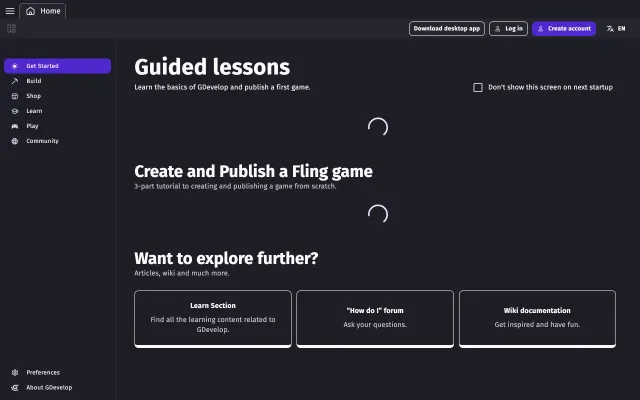 Home
Download desktop app
Log in
Create account
EN
Get Started
Build
Shop
Learn
Play
Community
Preferences
About GDevelop
Guided lessons
Learn the basics of GDevelop and publish a first game.
Don't show this screen on next startup
Create and Publish a Fling game
3-part tutorial to creating and publishing a game from scratch.
Want to explore further?
Articles, wiki and much more.
Learn Section
Find all the learning content related to
GDevelop.
"How do I" forum
Ask your questions.
Wiki documentation
Get inspired and have fun.